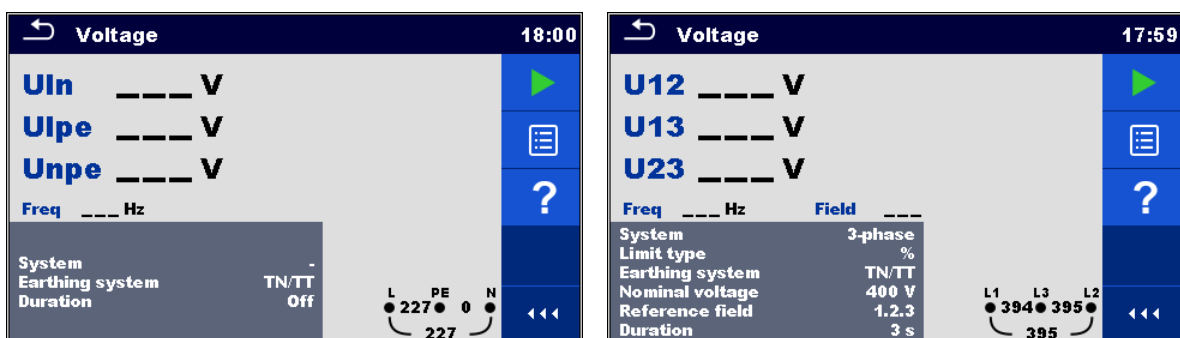 Voltage 18:00
Uln ___ V
Ulpe ___ V
Unpe ___ V
Freq ___ Hz
System -
Earthing system TN/TT
Duration Off
L PE N
227 0
227
?
Voltage 17:59
U12 ___ V
U13 ___ V
U23 ___ V
Freq ___ Hz Field ___
System 3-phase
Limit type %
Earthing system TN/TT
Nominal voltage 400 V
Reference field 1.2.3
Duration 3 s
L1 L3 L2
394 395
395
?